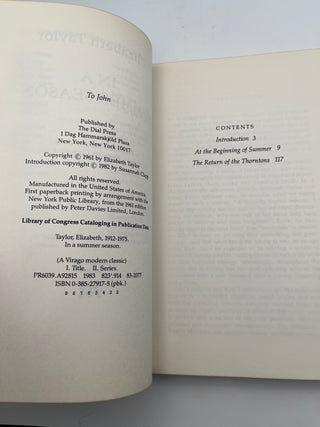 To John
Published by
The Dial Press
1 Dag Hammarskjold Plaza
New York, New York
10017
Copyright © 1961 by Elizabeth Taylor
Introduction copyright © 1982 by Susannah Clapp
All rights reserved.
Manufactured in the United States of America
First paperback printing by arrangement with the
New York Public Library, from the 1961 edition
published by Peter Davies Limited, London.
Library of Congress Cataloging in Publication Data
Taylor, Elizabeth, 1912-1975.
In a summer season.
(A Virago modern classic)
I. Title. II. Series.
PR6039.A92815 1983 823'.914 83-2077
ISBN 0-385-27917-5 (pbk.)
CONTENTS
Introduction 3
At the Beginning of Summer 9
The Return of the Thorntons 117